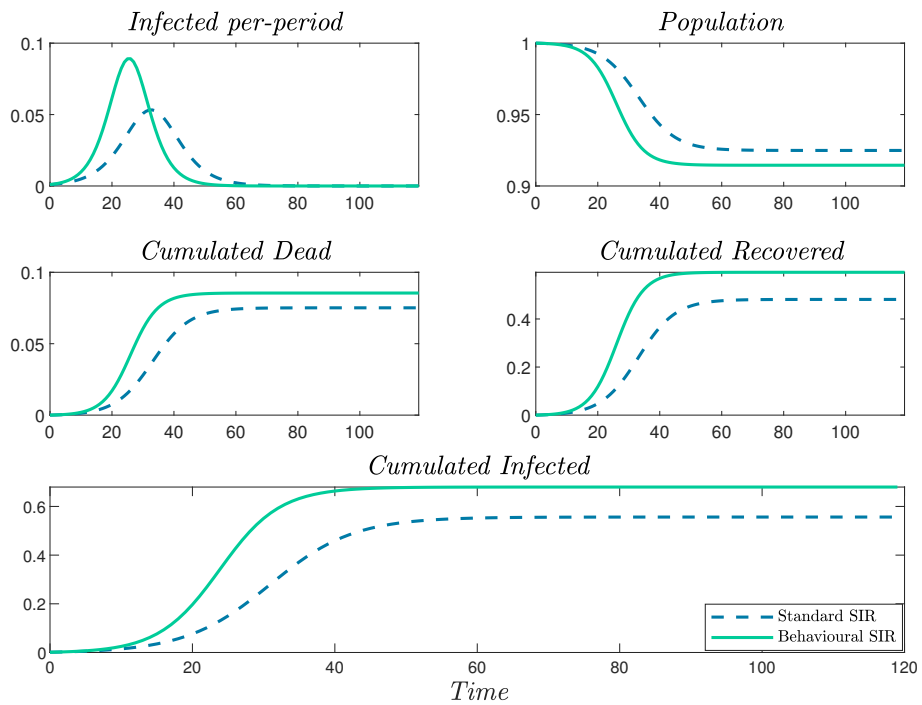 Infected per-period
0.1
0.05
0
0 20 40 60 80 100
Population
1
0.95
0.9
0 20 40 60 80 100
Cumulated Dead
0.1
0.05
0
0 20 40 60 80 100
Cumulated Recovered
0.4
0.2
0
0 20 40 60 80 100
Cumulated Infected
0.6
0.4
0.2
0
0 20 40 60 80 100 120
Standard SIR
Behavioural SIR
Time